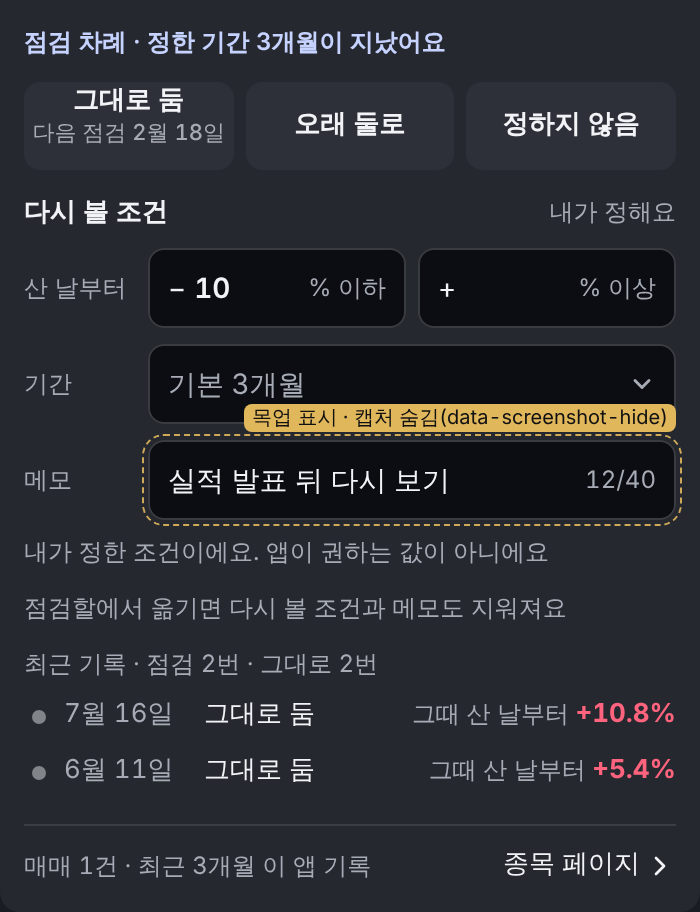 점검 차례 · 정한 기간 3개월이 지났어요
그대로 둠
다음 점검 2월 18일
오래 둘로
정하지 않음
다시 볼 조건 내가 정해요
산 날부터 − 10 % 이하 + % 이상
기간 기본 3개월
목업 표시 · 캡처 숨김(data-screenshot-hide)
메모 실적 발표 뒤 다시 보기 12/40
내가 정한 조건이에요. 앱이 권하는 값이 아니에요
점검할에서 옮기면 다시 볼 조건과 메모도 지워져요
최근 기록 · 점검 2번 · 그대로 2번
7월 16일 그대로 둠 그때 산 날부터 +10.8%
6월 11일 그대로 둠 그때 산 날부터 +5.4%
매매 1건 · 최근 3개월 이 앱 기록 종목 페이지